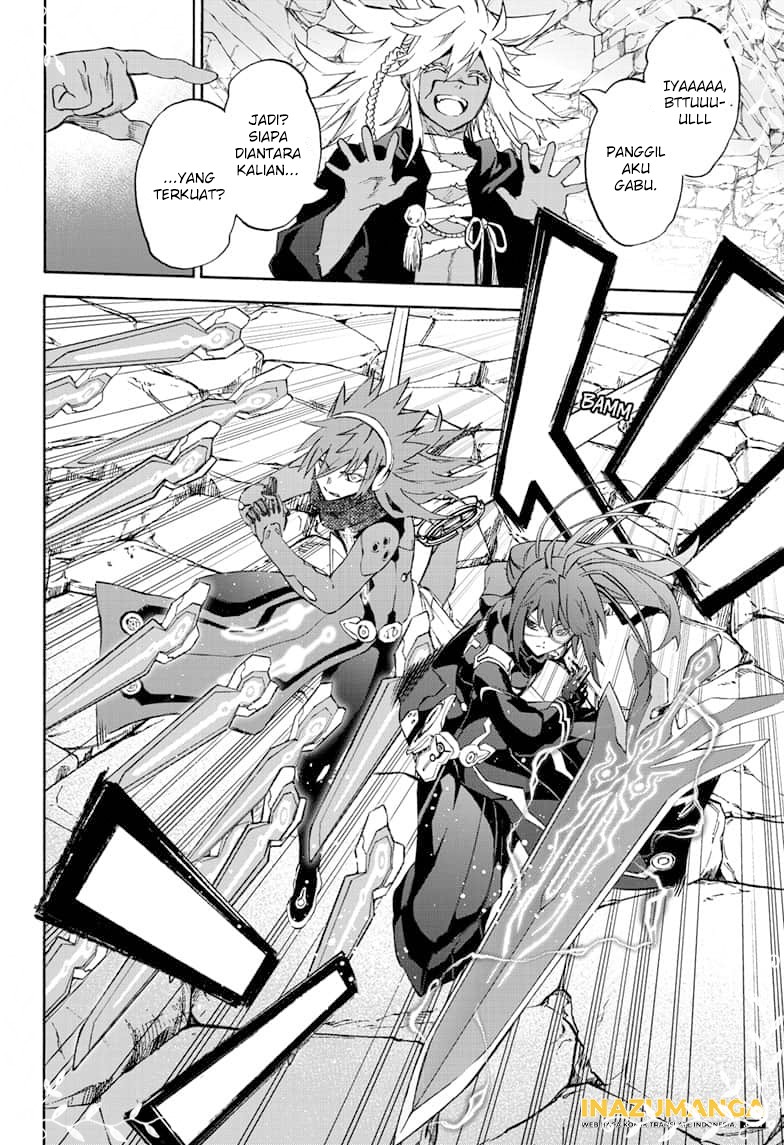 IYAAAAA,
BTTUUU-
ULLL
PANGGIL
AKU
GABU.
JADI?
SIAPA
DIANTARA
KALIAN...
...YANG
TERKUAT?
BAMM
INAZUMANGA